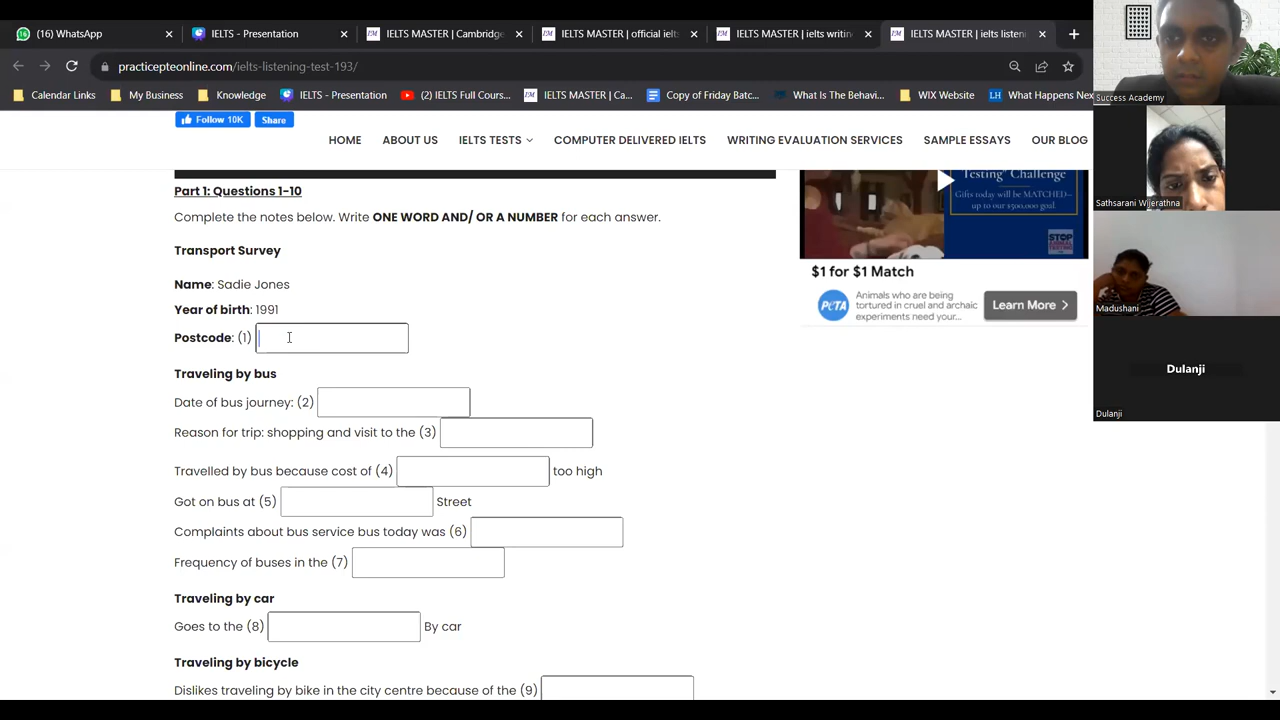 (16) WhatsApp
IELTS - Presentation
IELTS
Cambridge
IELTS MASTER | official ielts
IELTS MASTER | ielts
IELTS MASTER | ielts listeni
practicepteonline.com/ielts-listening-test-193/
Calendar Links
My Business
Knowledge
IELTS - Presentation
(2) IELTS Full Cours...
IELTS MASTER | Ca...
Copy of Friday Batc...
What Is The Behavi...
WIX Website
What Happens Nex
Follow 10K
Share
HOME
ABOUT US
IELTS TESTS
COMPUTER DELIVERED IELTS
WRITING EVALUATION SERVICES
SAMPLE ESSAYS
OUR BLOG
Part 1: Questions 1-10
Complete the notes below. Write ONE WORD AND/ OR A NUMBER for each answer.
Transport Survey
Name: Sadie Jones
Year of birth: 1991
Postcode: (1)
Traveling by bus
Date of bus journey: (2)
Reason for trip: shopping and visit to the (3)
Travelled by bus because cost of (4) too high
Got on bus at (5) Street
Complaints about bus service bus today was (6)
Frequency of buses in the (7)
Traveling by car
Goes to the (8) By car
Traveling by bicycle
Dislikes traveling by bike in the city centre because of the (9)
Testing" Challenge
Gifts today will be MATCHED—
up to our $500,000 goal.
$1 for $1 Match
PeTA
Animals who are being
tortured in cruel and archaic
experiments need your...
Learn More >
Success Academy
Sathsarani Wijerathna
Madushani
Dulanji
Dulanji